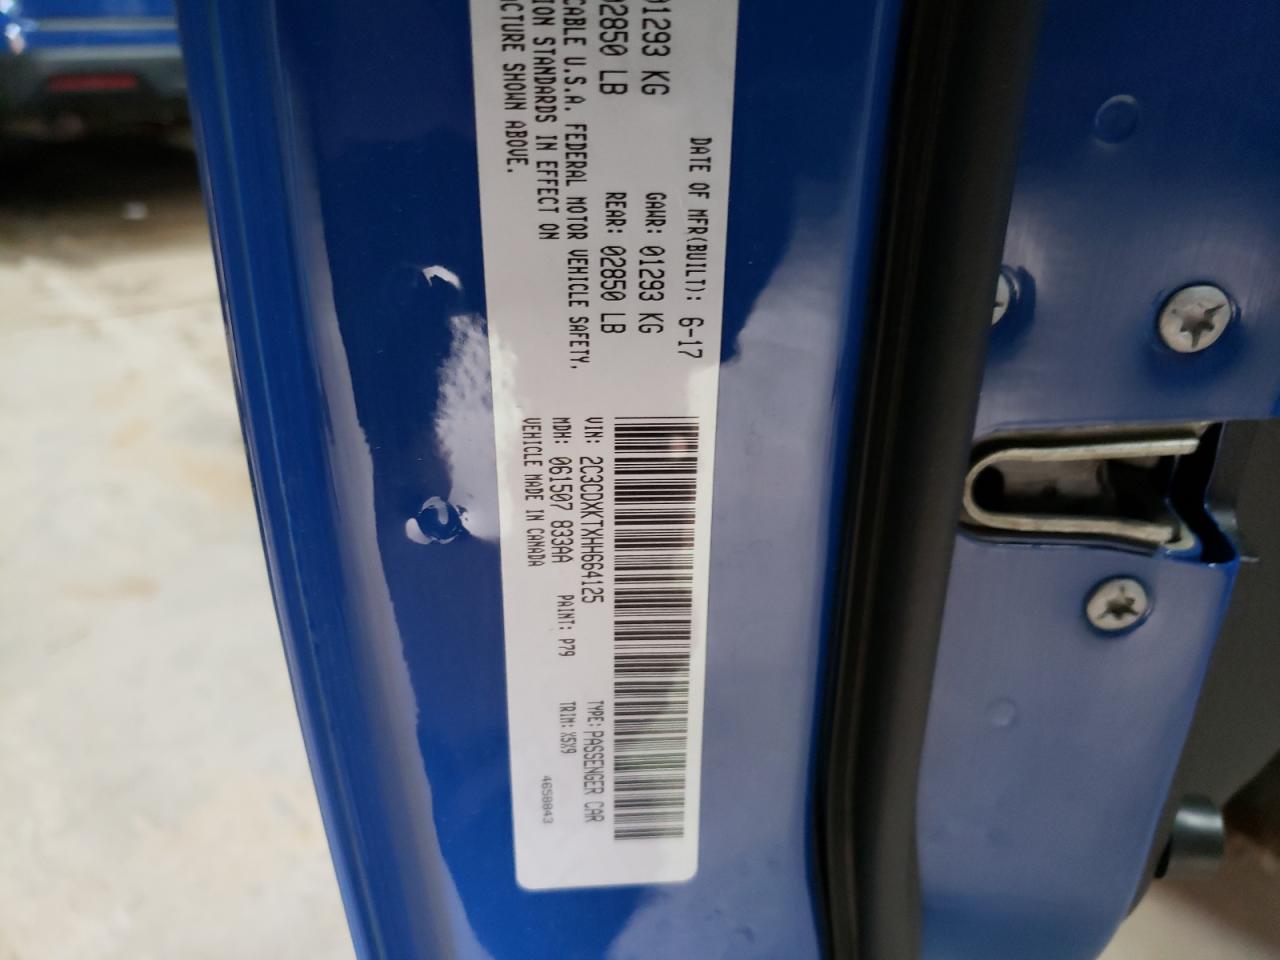 DATE OF MFR(BUILT): 6-17
01293 KG GAWR: 01293 KG
02850 LB REAR: 02850 LB
CABLE U.S.A. FEDERAL MOTOR VEHICLE SAFETY,
ION STANDARDS IN EFFECT ON
ACTURE SHOWN ABOVE.
VIN: 2C3CDXKTXHH664125 TYPE: PASSENGER CAR
MDH: 061507 833AA PAINT: P79 TRIM: X5X9
VEHICLE MADE IN CANADA
4658843